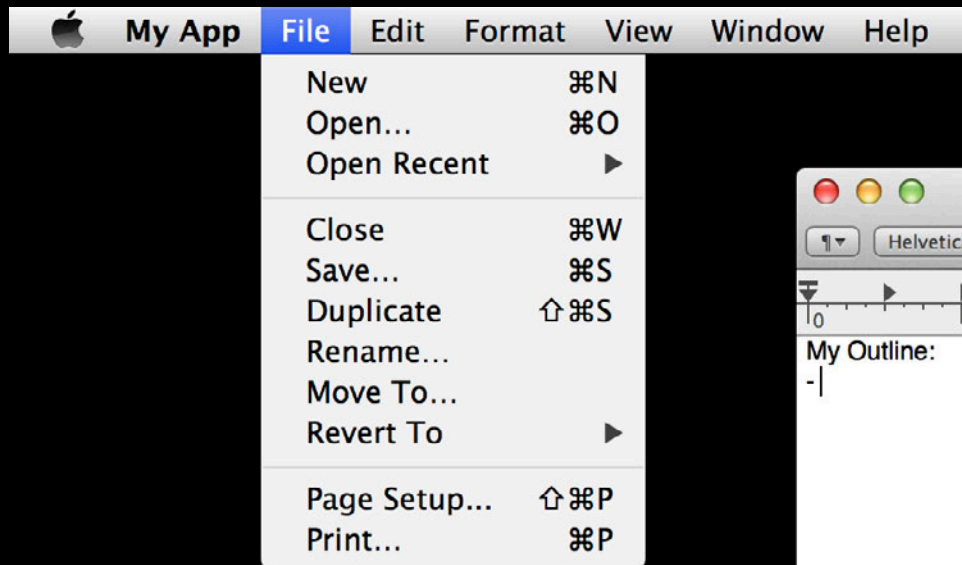 My App File Edit Format View Window Help
New ⌘N
Open... ⌘O
Open Recent ▶
Close ⌘W
Save... ⌘S
Duplicate ⇧⌘S
Rename...
Move To...
Revert To ▶
Page Setup... ⇧⌘P
Print... ⌘P
¶▾ Helvetic
0
My Outline:
-